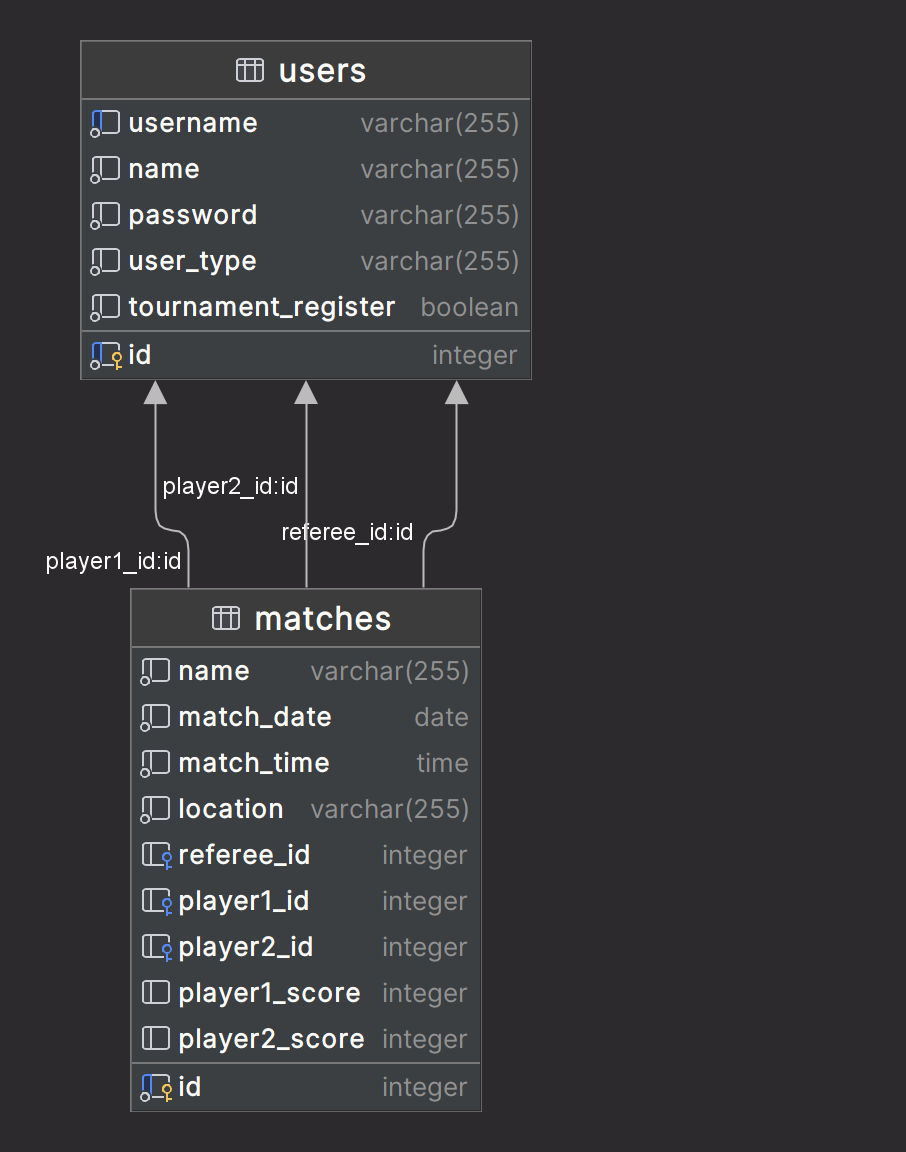 users
username varchar(255)
name varchar(255)
password varchar(255)
user_type varchar(255)
tournament_register boolean
id integer
player2_id:id
referee_id:id
player1_id:id
matches
name varchar(255)
match_date date
match_time time
location varchar(255)
referee_id integer
player1_id integer
player2_id integer
player1_score integer
player2_score integer
id integer